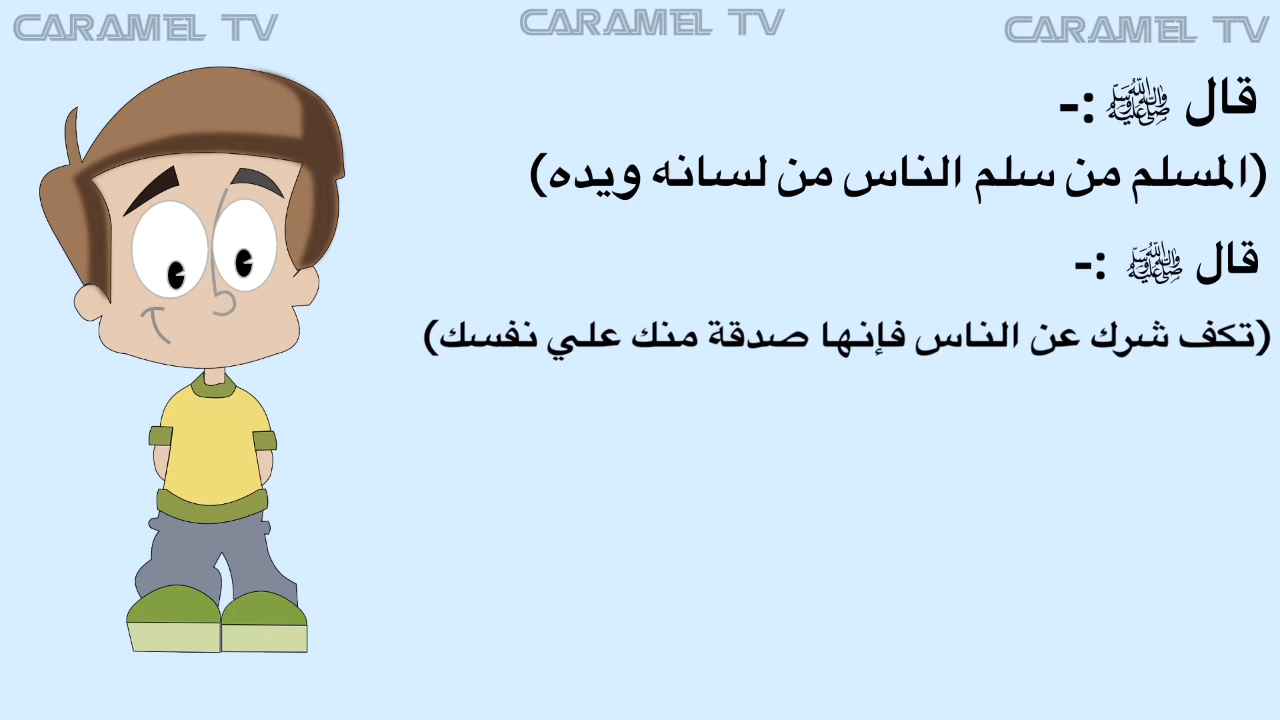 CARAMEL TV CARAMEL TV CARAMEL TV
قال ﷺ :-
(المسلم من سلم الناس من لسانه ويده)
قال ﷺ :-
(تكف شرك عن الناس فإنها صدقة منك علي نفسك)